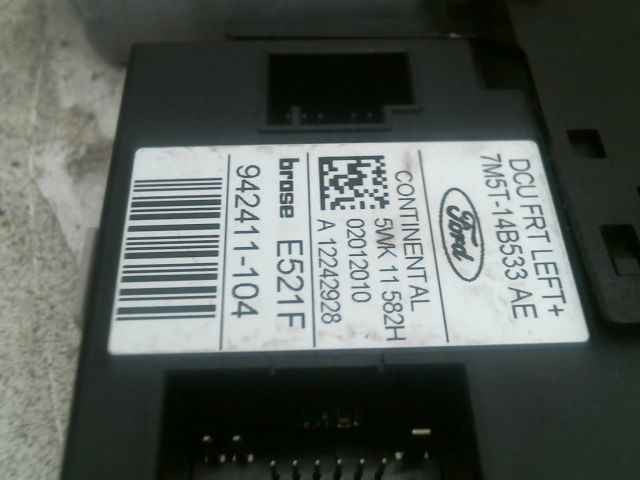 DCU FRT LEFT+
7M5T-14B533 AE
Ford
CONTINENTAL
5WK 11 582H
02012010
A 12242928
brose E521F
942411-104